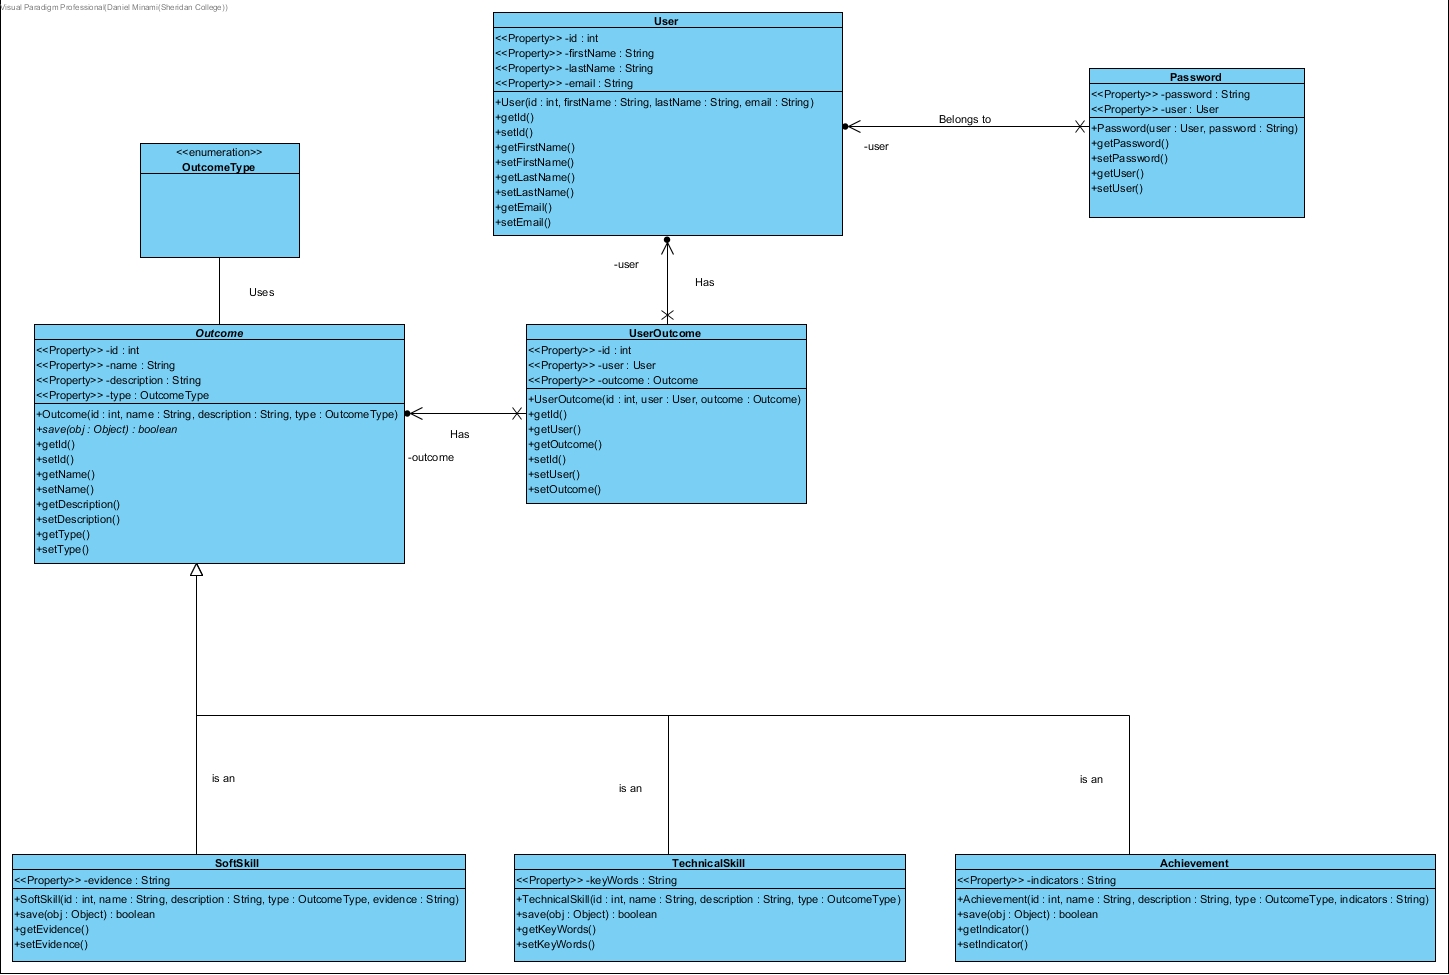 Visual Paradigm Professional(Daniel Minami(Sheridan College))
User
<<Property>> -id : int
<<Property>> -firstName : String
<<Property>> -lastName : String
<<Property>> -email : String
+User(id : int, firstName : String, lastName : String, email : String)
+getId()
+setId()
+getFirstName()
+setFirstName()
+getLastName()
+setLastName()
+getEmail()
+setEmail()
Belongs to
-user
Password
<<Property>> -password : String
<<Property>> -user : User
+Password(user : User, password : String)
+getPassword()
+setPassword()
+getUser()
+setUser()
<<enumeration>>
OutcomeType
Uses
-user
Has
Outcome
<<Property>> -id : int
<<Property>> -name : String
<<Property>> -description : String
<<Property>> -type : OutcomeType
+Outcome(id : int, name : String, description : String, type : OutcomeType)
+save(obj : Object) : boolean
+getId()
+setId()
+getName()
+setName()
+getDescription()
+setDescription()
+getType()
+setType()
Has
-outcome
UserOutcome
<<Property>> -id : int
<<Property>> -user : User
<<Property>> -outcome : Outcome
+UserOutcome(id : int, user : User, outcome : Outcome)
+getId()
+getUser()
+getOutcome()
+setId()
+setUser()
+setOutcome()
is an
is an
is an
SoftSkill
<<Property>> -evidence : String
+SoftSkill(id : int, name : String, description : String, type : OutcomeType, evidence : String)
+save(obj : Object) : boolean
+getEvidence()
+setEvidence()
TechnicalSkill
<<Property>> -keyWords : String
+TechnicalSkill(id : int, name : String, description : String, type : OutcomeType)
+save(obj : Object) : boolean
+getKeyWords()
+setKeyWords()
Achievement
<<Property>> -indicators : String
+Achievement(id : int, name : String, description : String, type : OutcomeType, indicators : String)
+save(obj : Object) : boolean
+getIndicator()
+setIndicator()